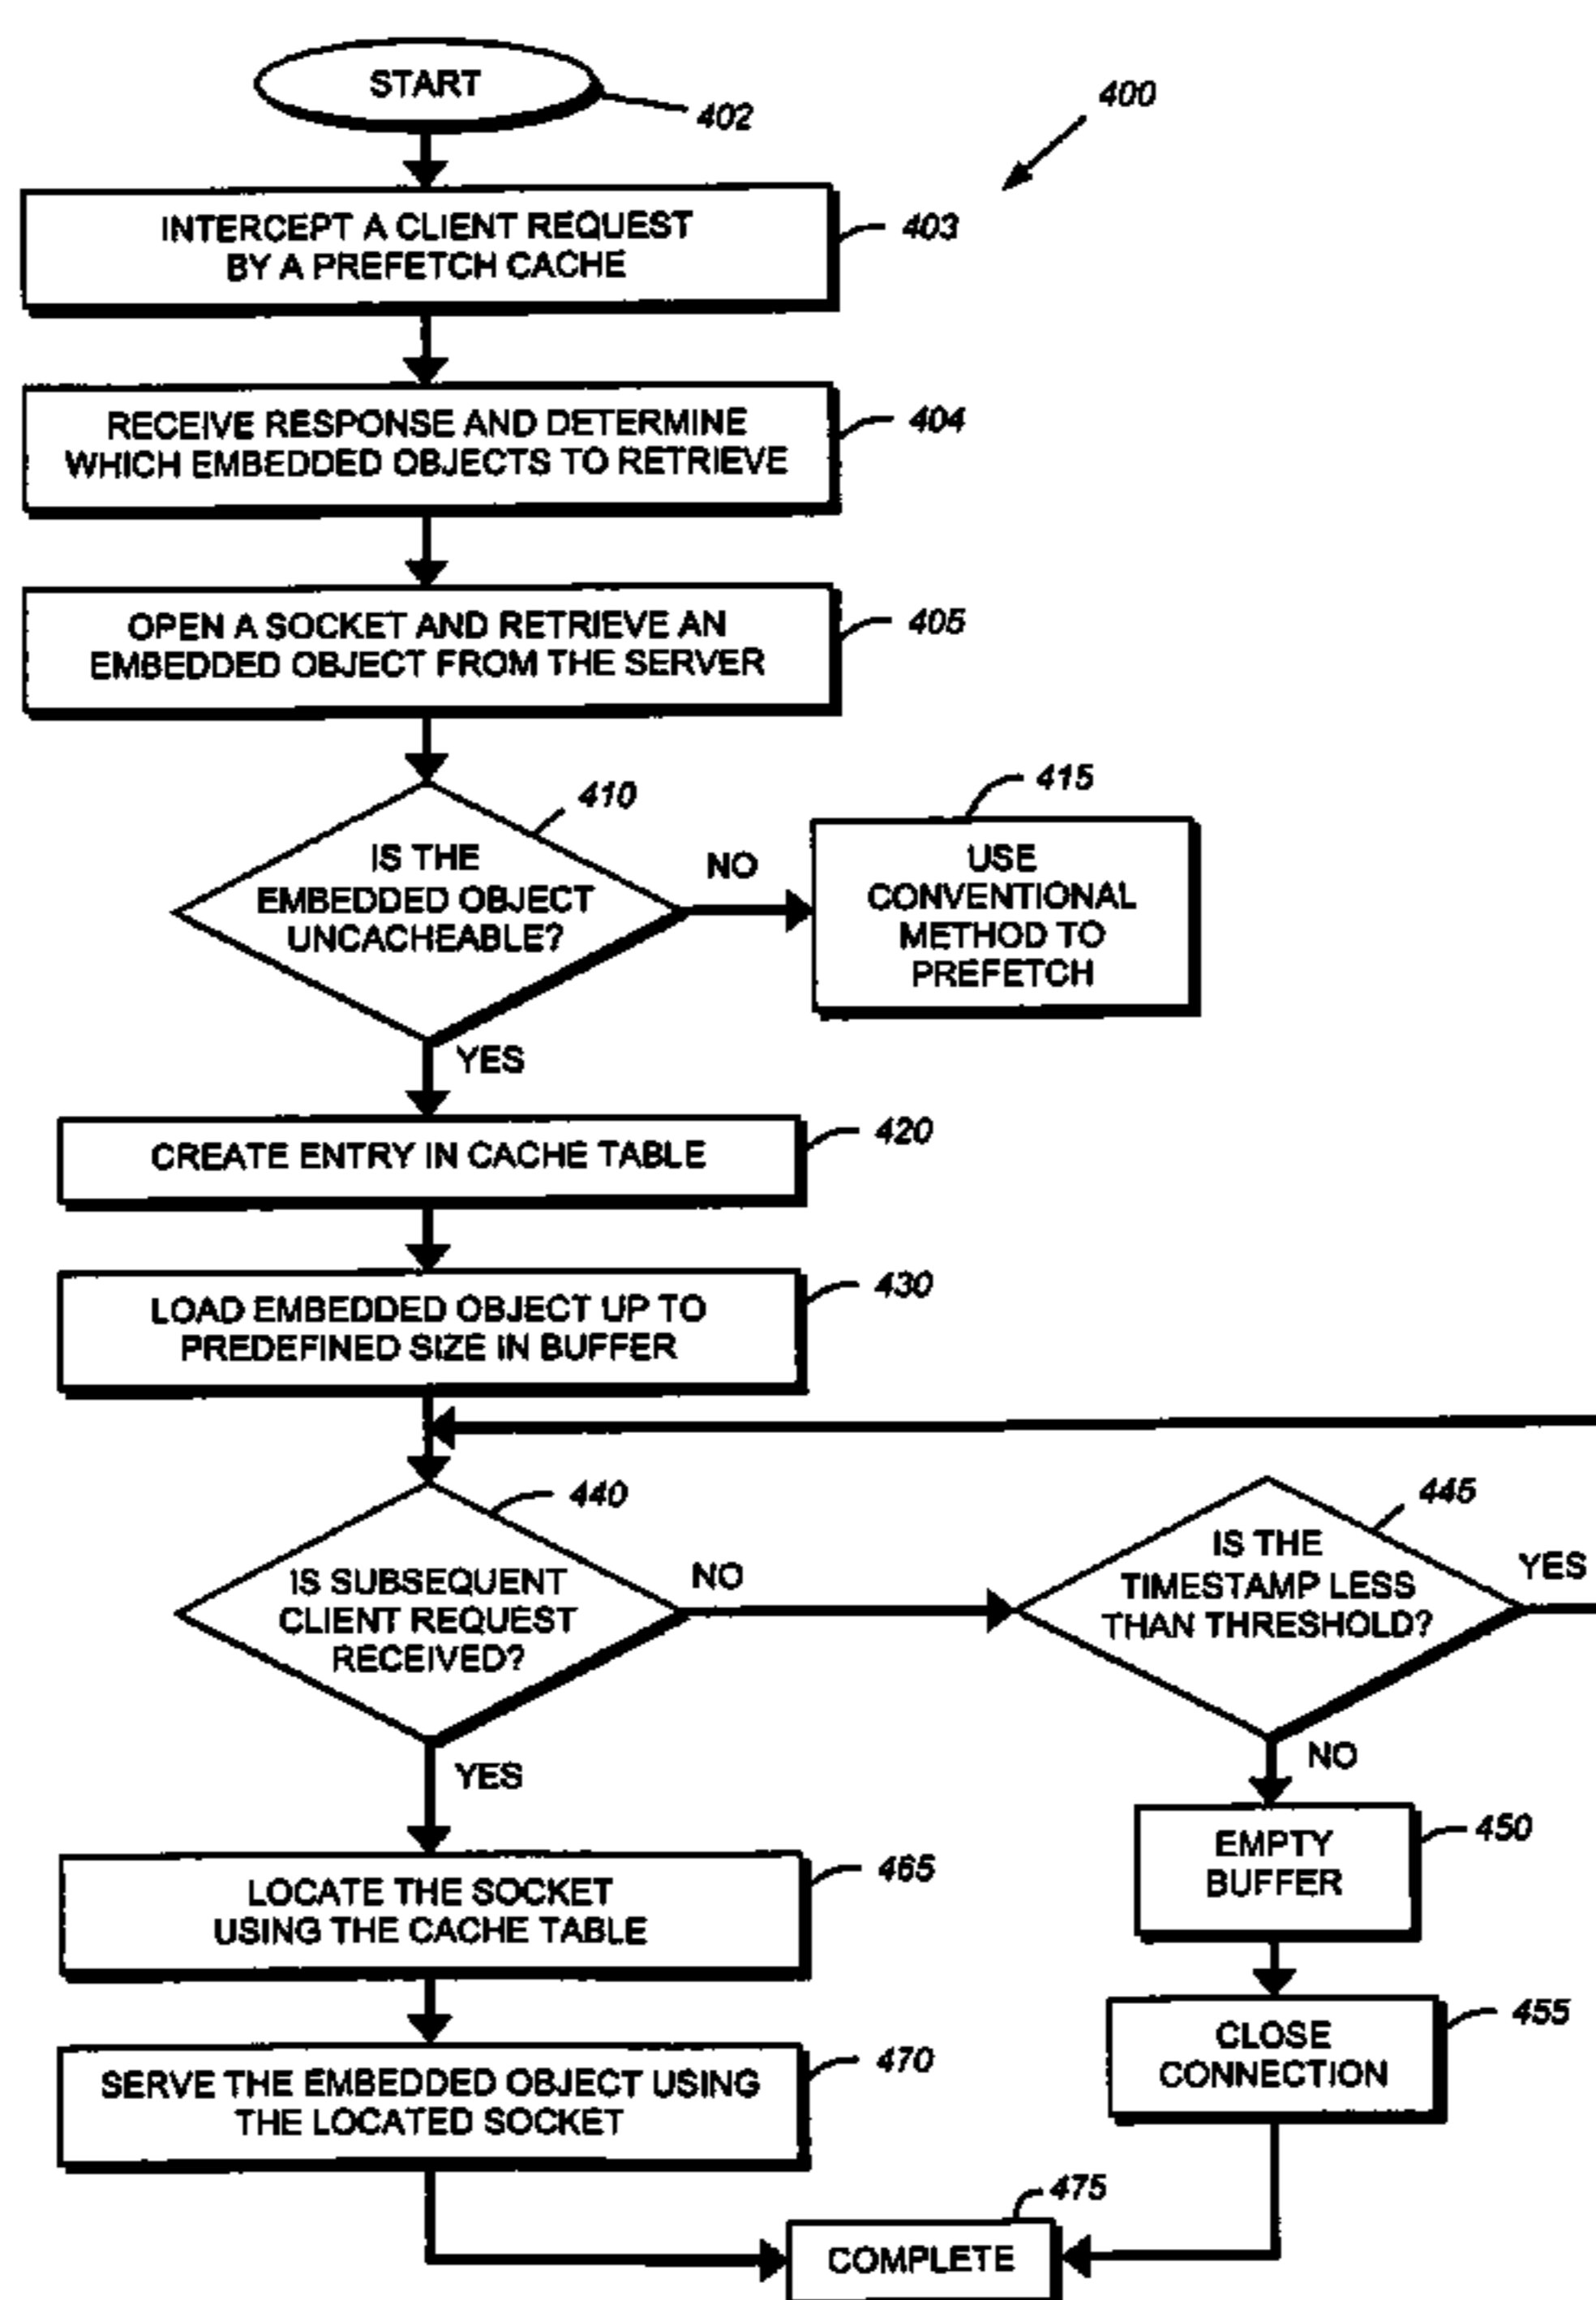 START
402
400
INTERCEPT A CLIENT REQUEST
BY A PREFETCH CACHE
403
RECEIVE RESPONSE AND DETERMINE
WHICH EMBEDDED OBJECTS TO RETRIEVE
404
OPEN A SOCKET AND RETRIEVE AN
EMBEDDED OBJECT FROM THE SERVER
405
410
IS THE
EMBEDDED OBJECT
UNCACHEABLE?
NO
415
USE
CONVENTIONAL
METHOD TO
PREFETCH
YES
CREATE ENTRY IN CACHE TABLE
420
LOAD EMBEDDED OBJECT UP TO
PREDEFINED SIZE IN BUFFER
430
440
IS SUBSEQUENT
CLIENT REQUEST
RECEIVED?
NO
445
IS THE
TIMESTAMP LESS
THAN THRESHOLD?
YES
NO
YES
EMPTY
BUFFER
450
LOCATE THE SOCKET
USING THE CACHE TABLE
465
CLOSE
CONNECTION
455
SERVE THE EMBEDDED OBJECT USING
THE LOCATED SOCKET
470
475
COMPLETE